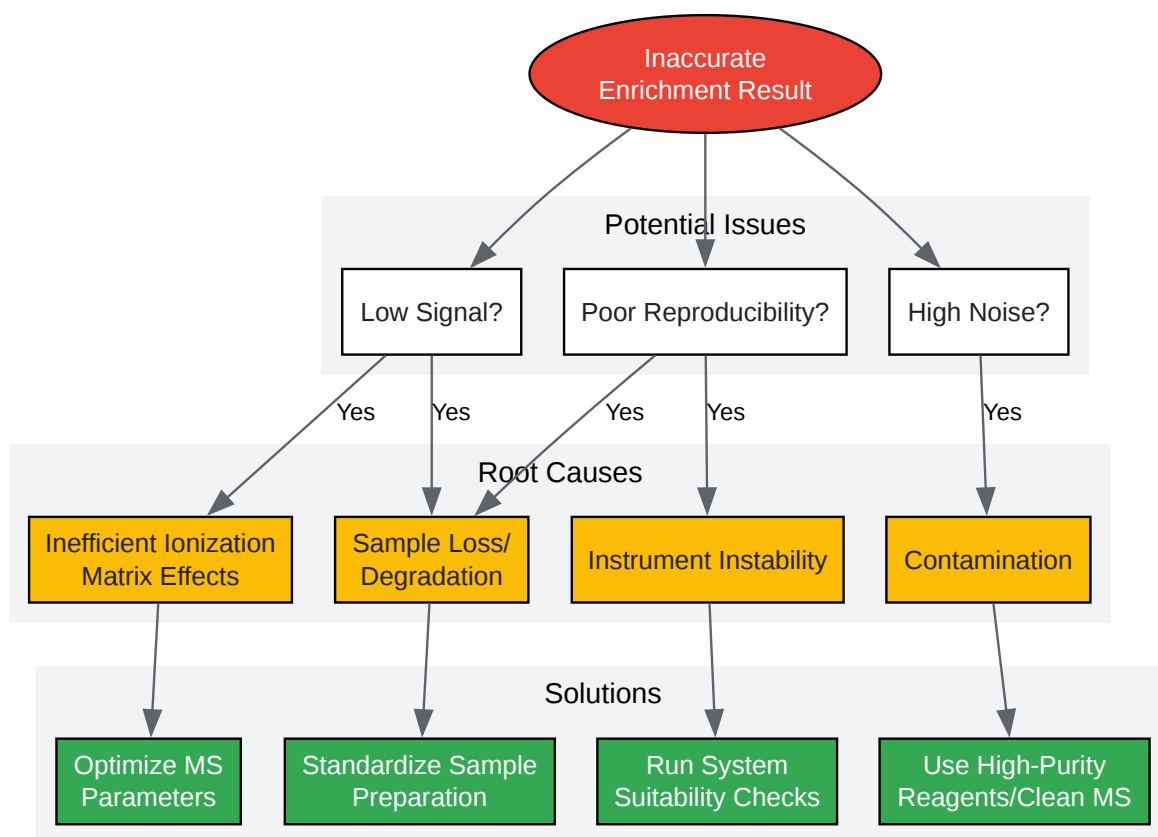 Inaccurate
Enrichment Result
Potential Issues
Low Signal?
Poor Reproducibility?
High Noise?
Yes
Yes
Yes
Yes
Yes
Root Causes
Inefficient Ionization
Matrix Effects
Sample Loss/
Degradation
Instrument Instability
Contamination
Solutions
Optimize MS
Parameters
Standardize Sample
Preparation
Run System
Suitability Checks
Use High-Purity
Reagents/Clean MS